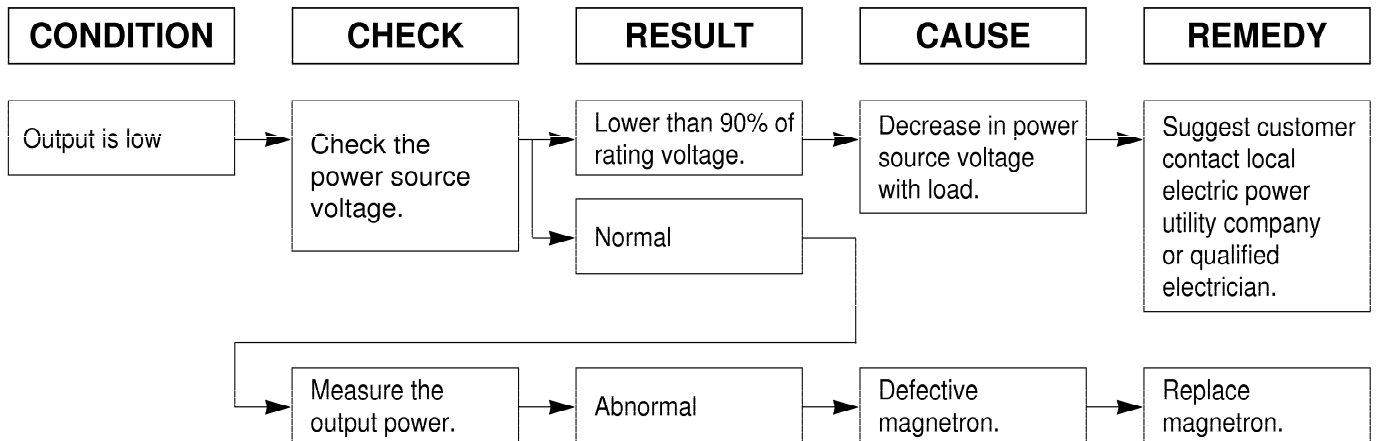 CONDITION
CHECK
RESULT
CAUSE
REMEDY
Output is low
Check the
power source
voltage.
Lower than 90% of
rating voltage.
Decrease in power
source voltage
with load.
Suggest customer
contact local
electric power
utility company
or qualified
electrician.
Normal
Measure the
output power.
Abnormal
Defective
magnetron.
Replace
magnetron.